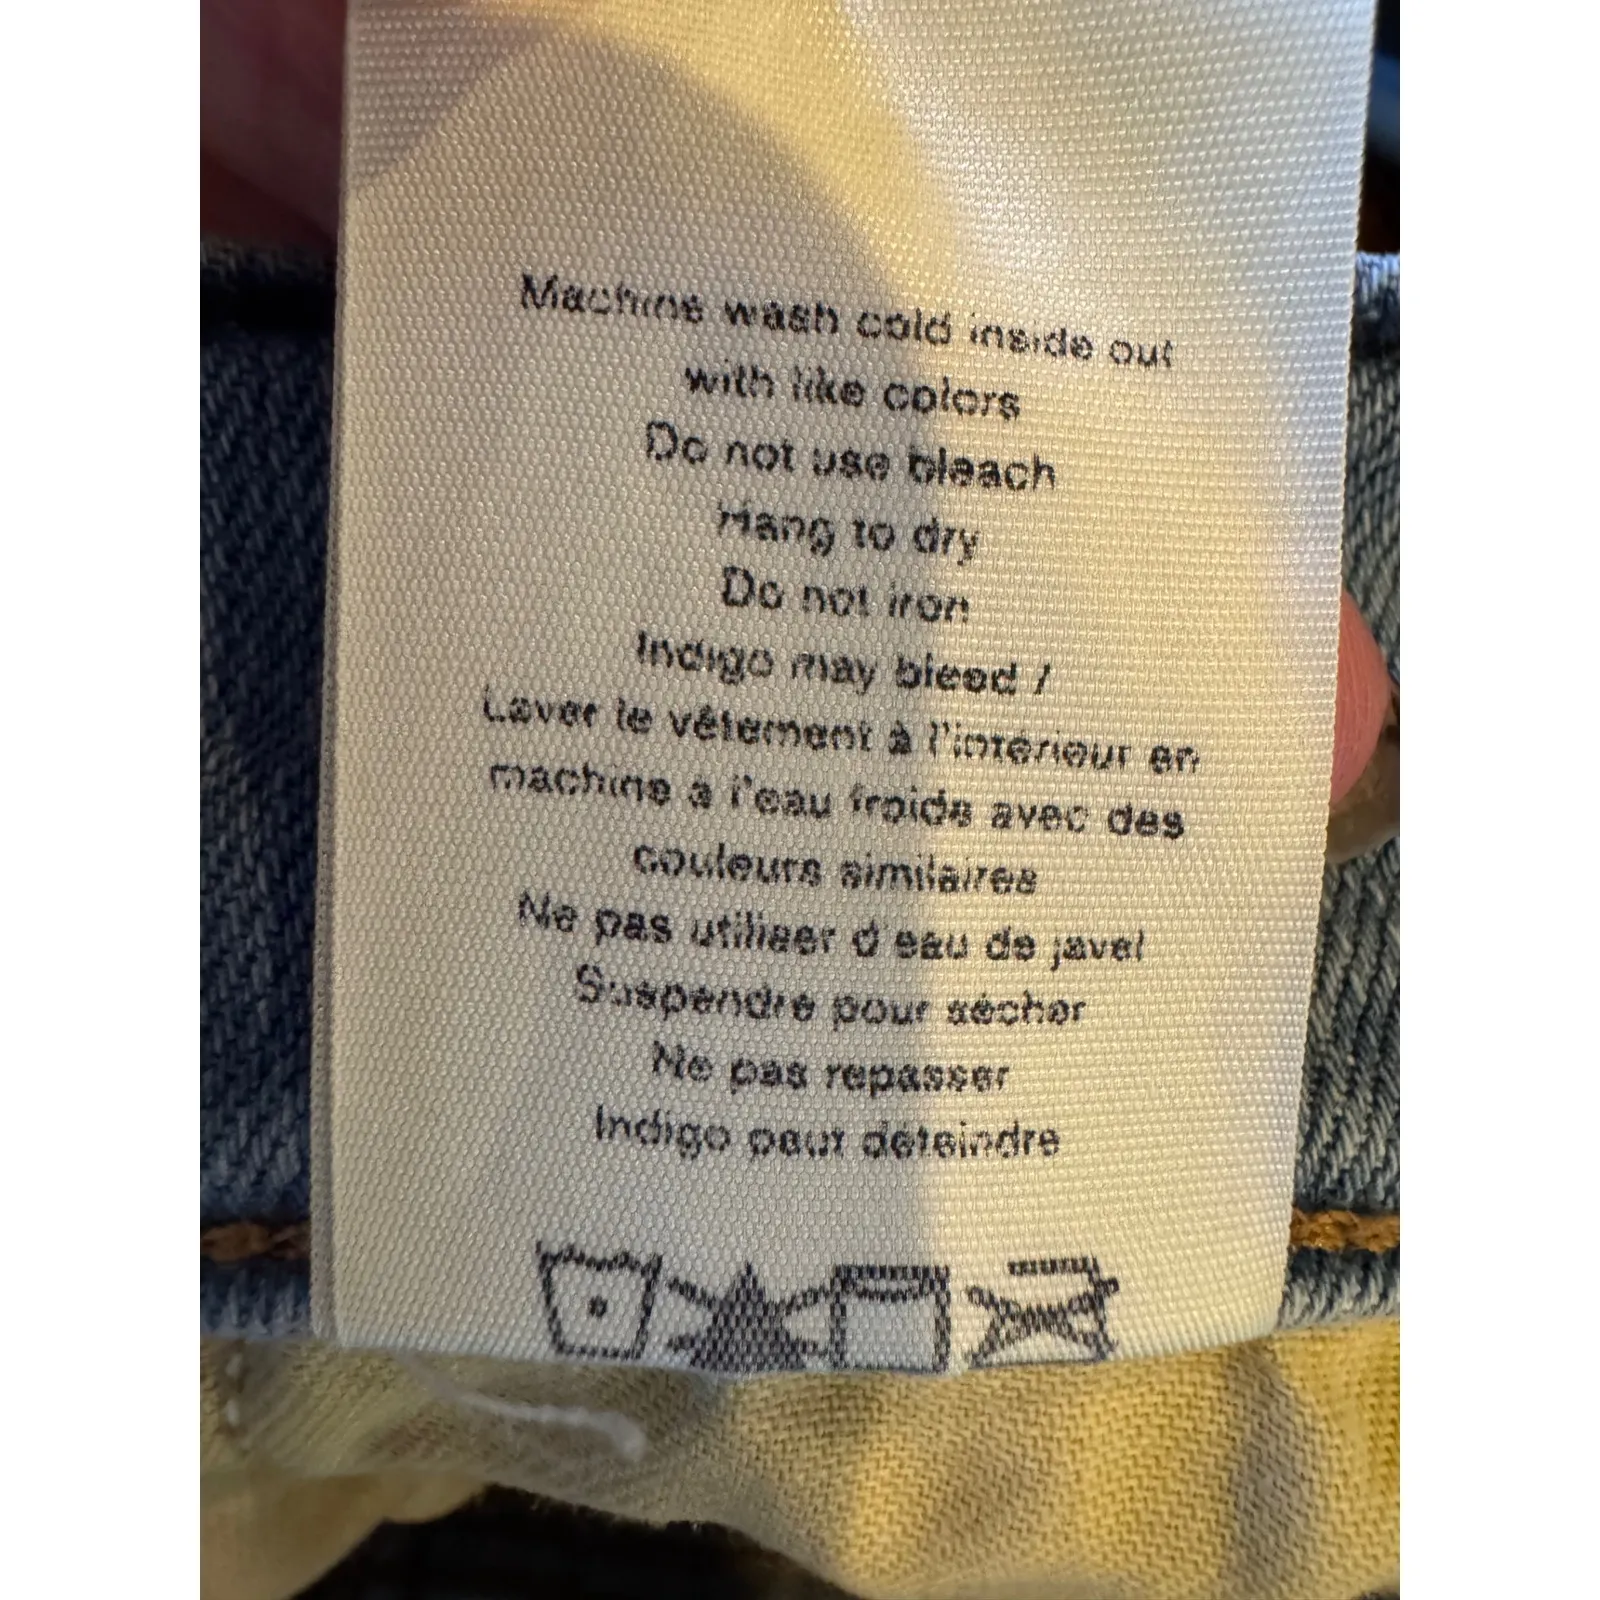 Machine wash cold inside out
with like colors
Do not use bleach
Hang to dry
Do not iron
Indigo may bleed /
Laver le vêtement à l'intérieur en
machine à l'eau froide avec des
couleurs similaires
Ne pas utiliser d'eau de javel
Suspendre pour sécher
Ne pas repasser
Indigo peut déteindre